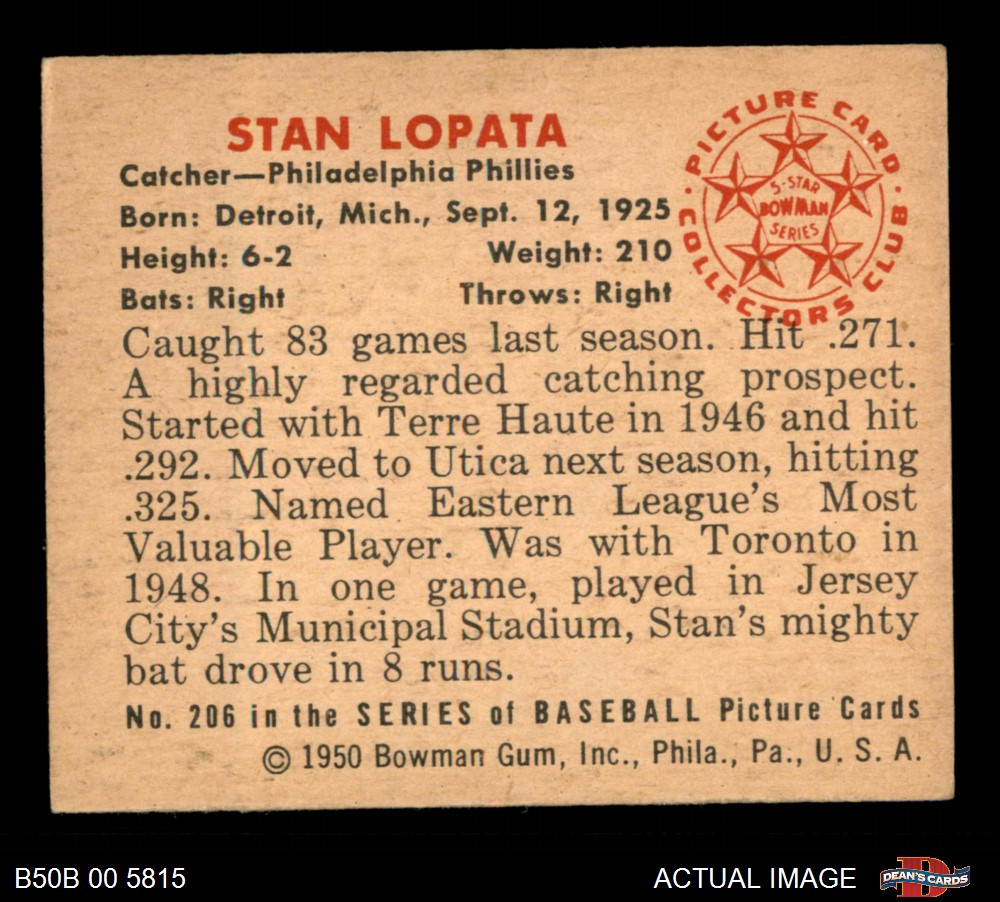 STAN LOPATA
Catcher—Philadelphia Phillies
Born: Detroit, Mich., Sept. 12, 1925
Height: 6-2 Weight: 210
Bats: Right Throws: Right
· PICTURE CARD ·
COLLECTORS CLUB
5-STAR
BOWMAN
SERIES
Caught 83 games last season. Hit .271.
A highly regarded catching prospect.
Started with Terre Haute in 1946 and hit
.292. Moved to Utica next season, hitting
.325. Named Eastern League's Most
Valuable Player. Was with Toronto in
1948. In one game, played in Jersey
City's Municipal Stadium, Stan's mighty
bat drove in 8 runs.
No. 206 in the SERIES of BASEBALL Picture Cards
© 1950 Bowman Gum, Inc., Phila., Pa., U. S. A.
B50B 00 5815
ACTUAL IMAGE
D
DEAN'S CARDS